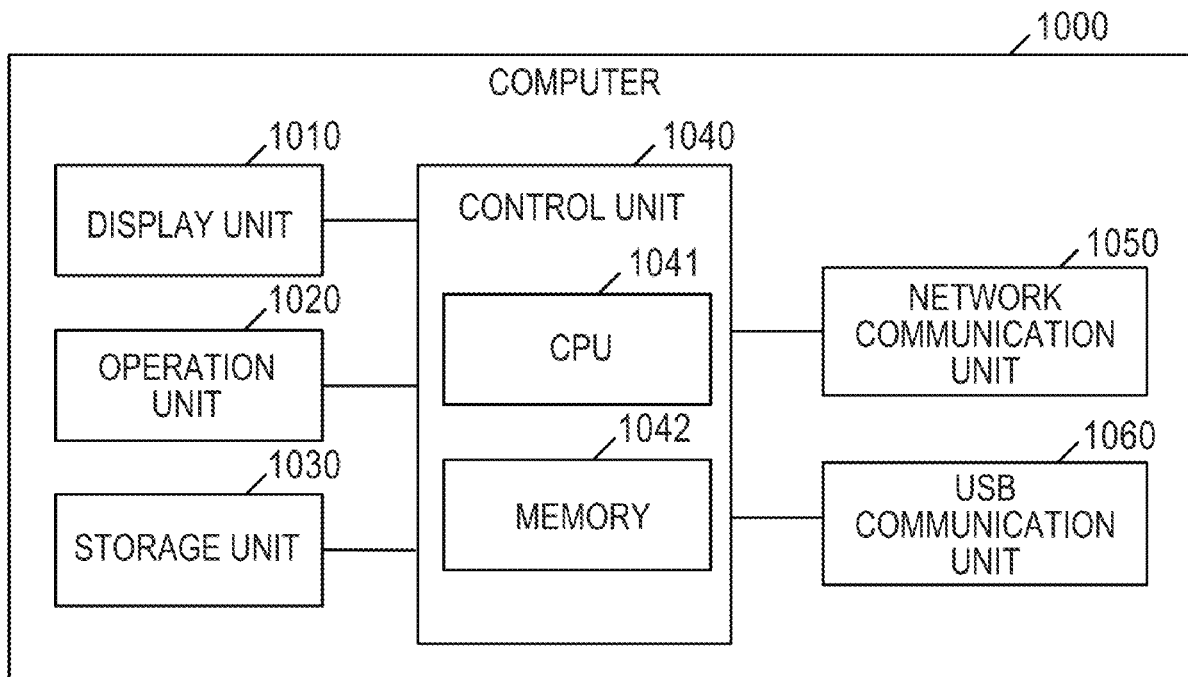 1000
COMPUTER
1010
DISPLAY UNIT
1020
OPERATION
UNIT
1030
STORAGE UNIT
1040
CONTROL UNIT
1041
CPU
1042
MEMORY
1050
NETWORK
COMMUNICATION
UNIT
1060
USB
COMMUNICATION
UNIT